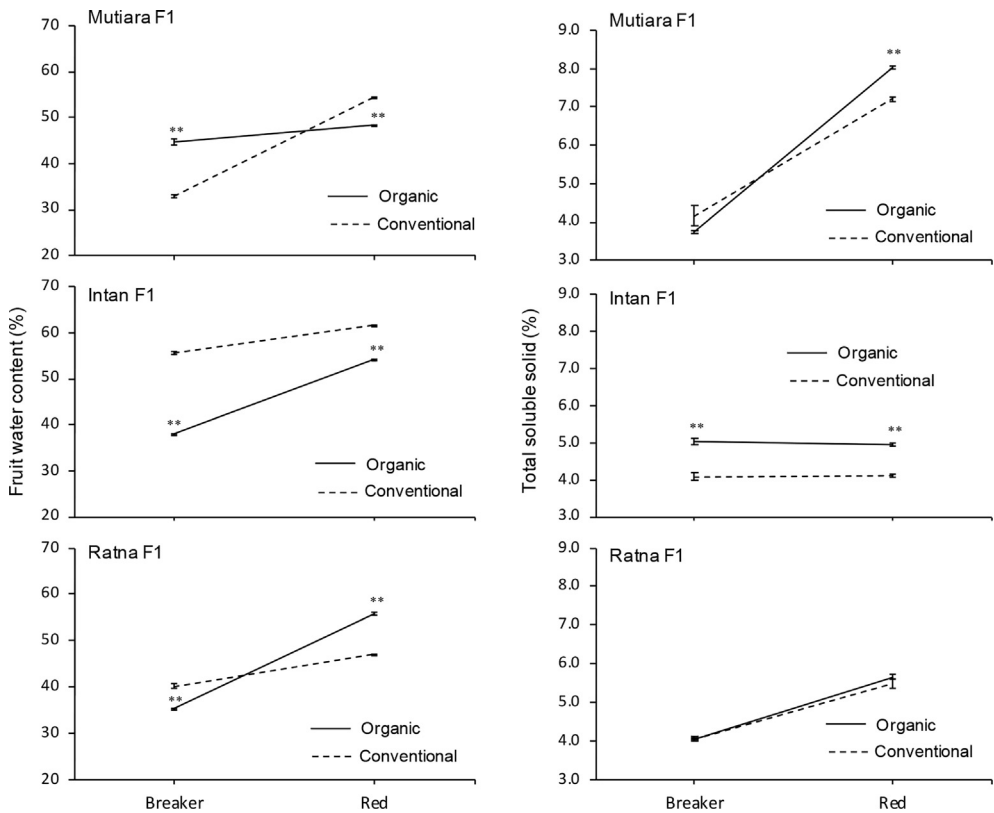 Mutiara F1
70
60
50
40
30
20
**
**
Organic
Conventional
Mutiara F1
9.0
8.0
7.0
6.0
5.0
4.0
3.0
**
Organic
Conventional
Fruit water content (%)
Intan F1
70
60
50
40
30
20
**
**
Organic
Conventional
Total soluble solid (%)
Intan F1
9.0
8.0
7.0
6.0
5.0
4.0
3.0
**
**
Organic
Conventional
Ratna F1
70
60
50
40
30
20
**
**
Organic
Conventional
Breaker Red
Ratna F1
9.0
8.0
7.0
6.0
5.0
4.0
3.0
Organic
Conventional
Breaker Red